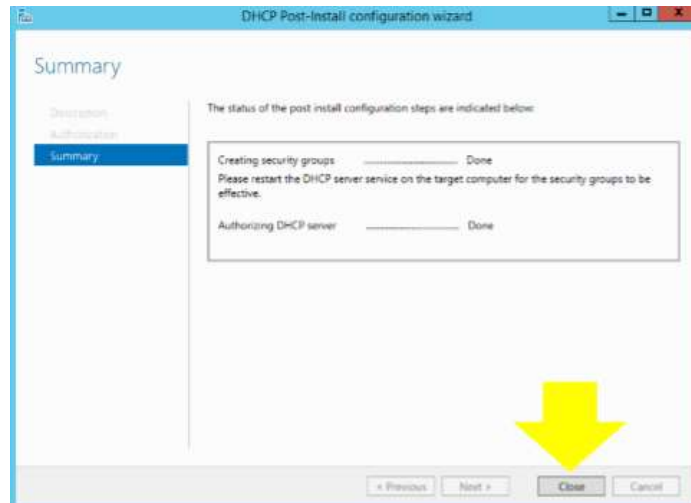 DHCP Post-Install configuration wizard
Summary
Description
Authorization
Summary
The status of the post install configuration steps are indicated below:
Creating security groups ........................... Done
Please restart the DHCP server service on the target computer for the security groups to be
effective.
Authorizing DHCP server ........................... Done
< Previous
Next >
Close
Cancel